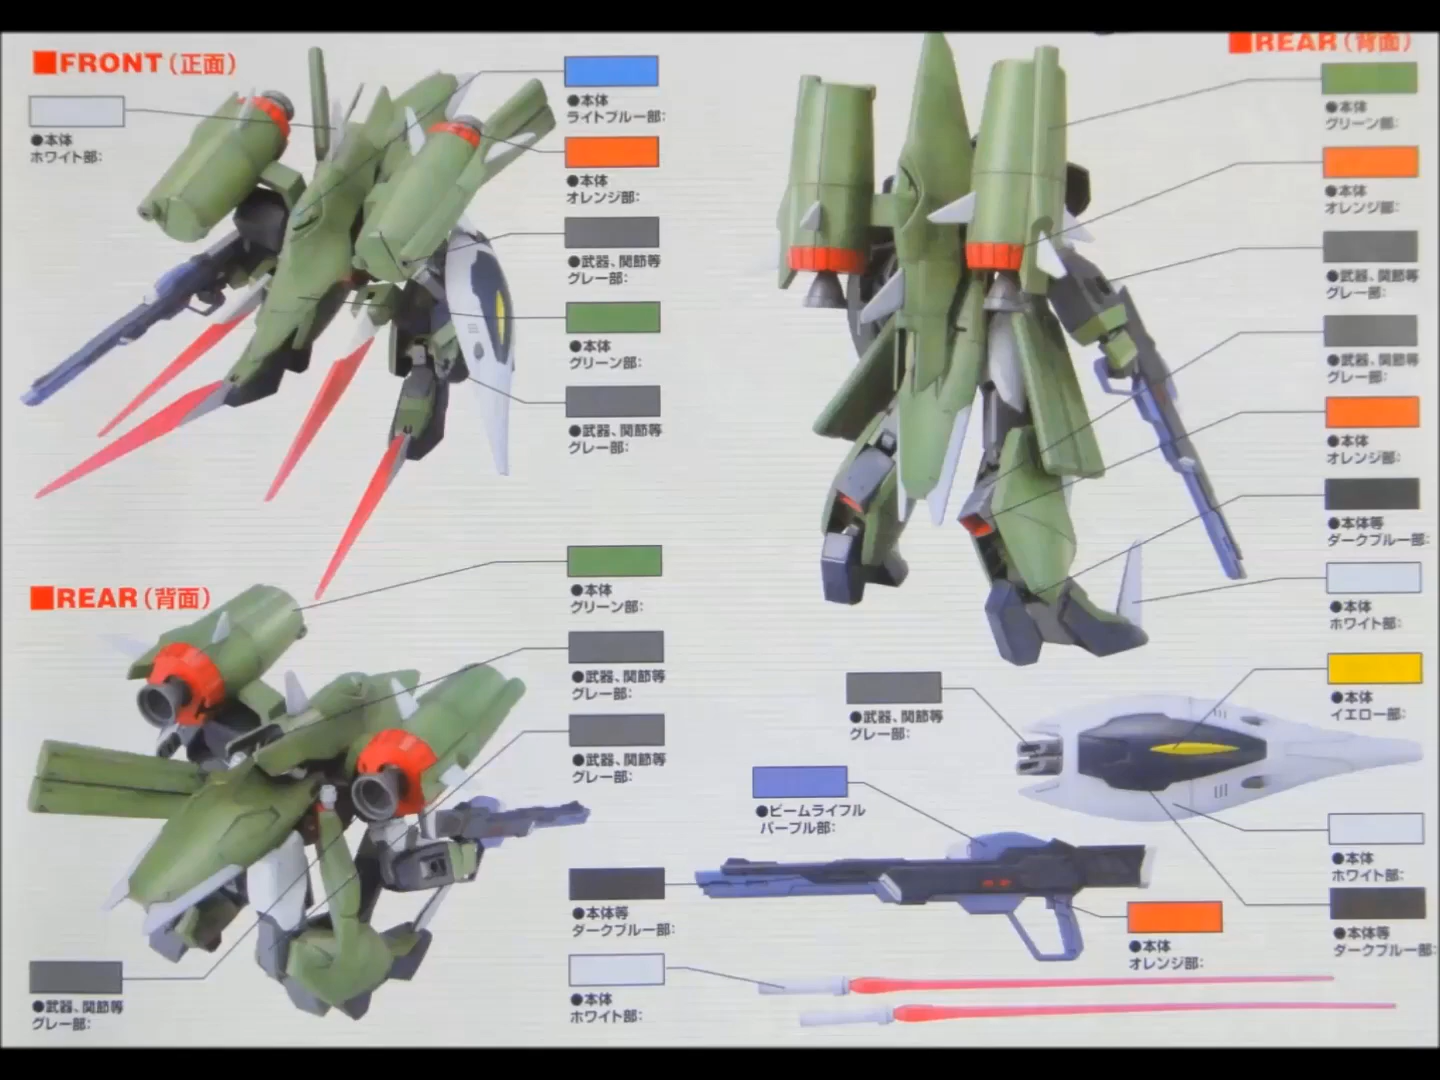 ■FRONT(正面)
●本体
ホワイト部:
●本体
ライトブルー部:
●本体
オレンジ部:
●武器、関節等
グレー部:
●本体
グリーン部:
●武器、関節等
グレー部:
■REAR(背面)
●本体
グリーン部:
●武器、関節等
グレー部:
●武器、関節等
グレー部:
●武器、関節等
グレー部:
●本体等
ダークブルー部:
●本体
ホワイト部:
■REAR(背面)
●本体
グリーン部:
●本体
オレンジ部:
●武器、関節等
グレー部:
●武器、関節等
グレー部:
●本体
オレンジ部:
●本体等
ダークブルー部:
●本体
ホワイト部:
●本体
イエロー部:
●武器、関節等
グレー部:
●ビームライフル
パープル部:
●本体
ホワイト部:
●本体等
ダークブルー部:
●本体
オレンジ部: